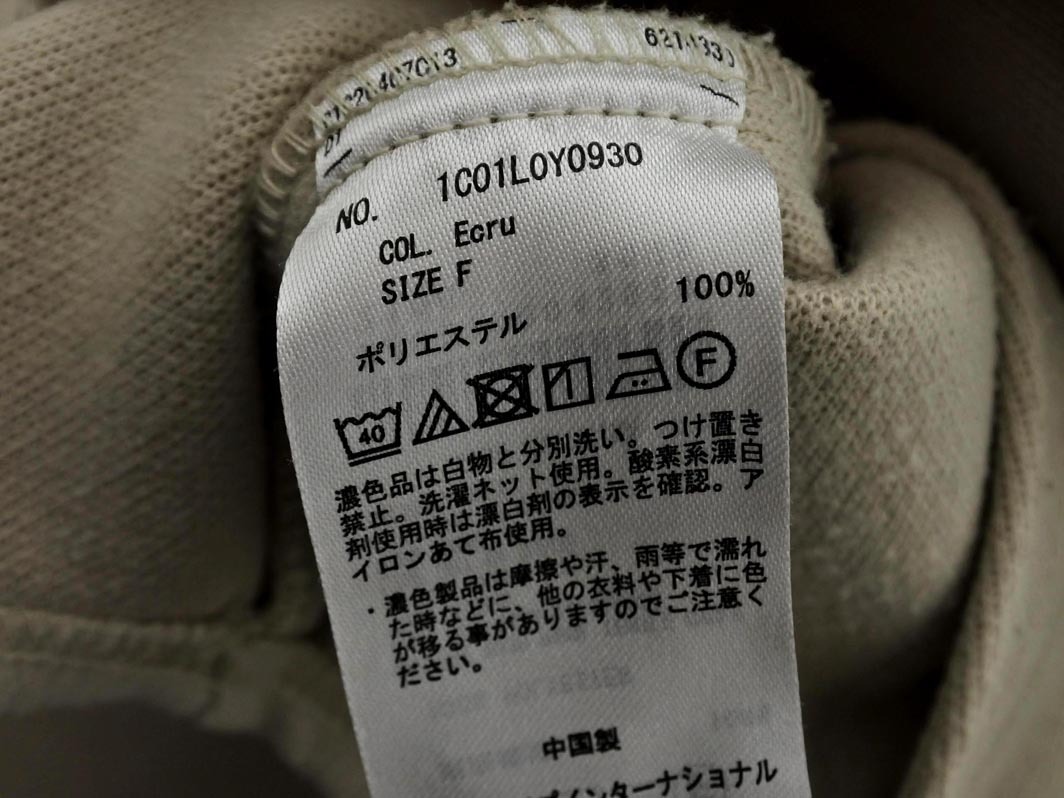 NO. 1C01L0Y0930
COL. Ecru
SIZE F
ポリエステル 100%
40 F
濃色品は白物と分別洗い。つけ置き
禁止。洗濯ネット使用。酸素系漂白
剤使用時は漂白剤の表示を確認。ア
イロンあて布使用。
・濃色製品は摩擦や汗、雨等で濡れ
た時などに、他の衣料や下着に色
が移る事がありますのでご注意く
ださい。
中国製
インターナショナル